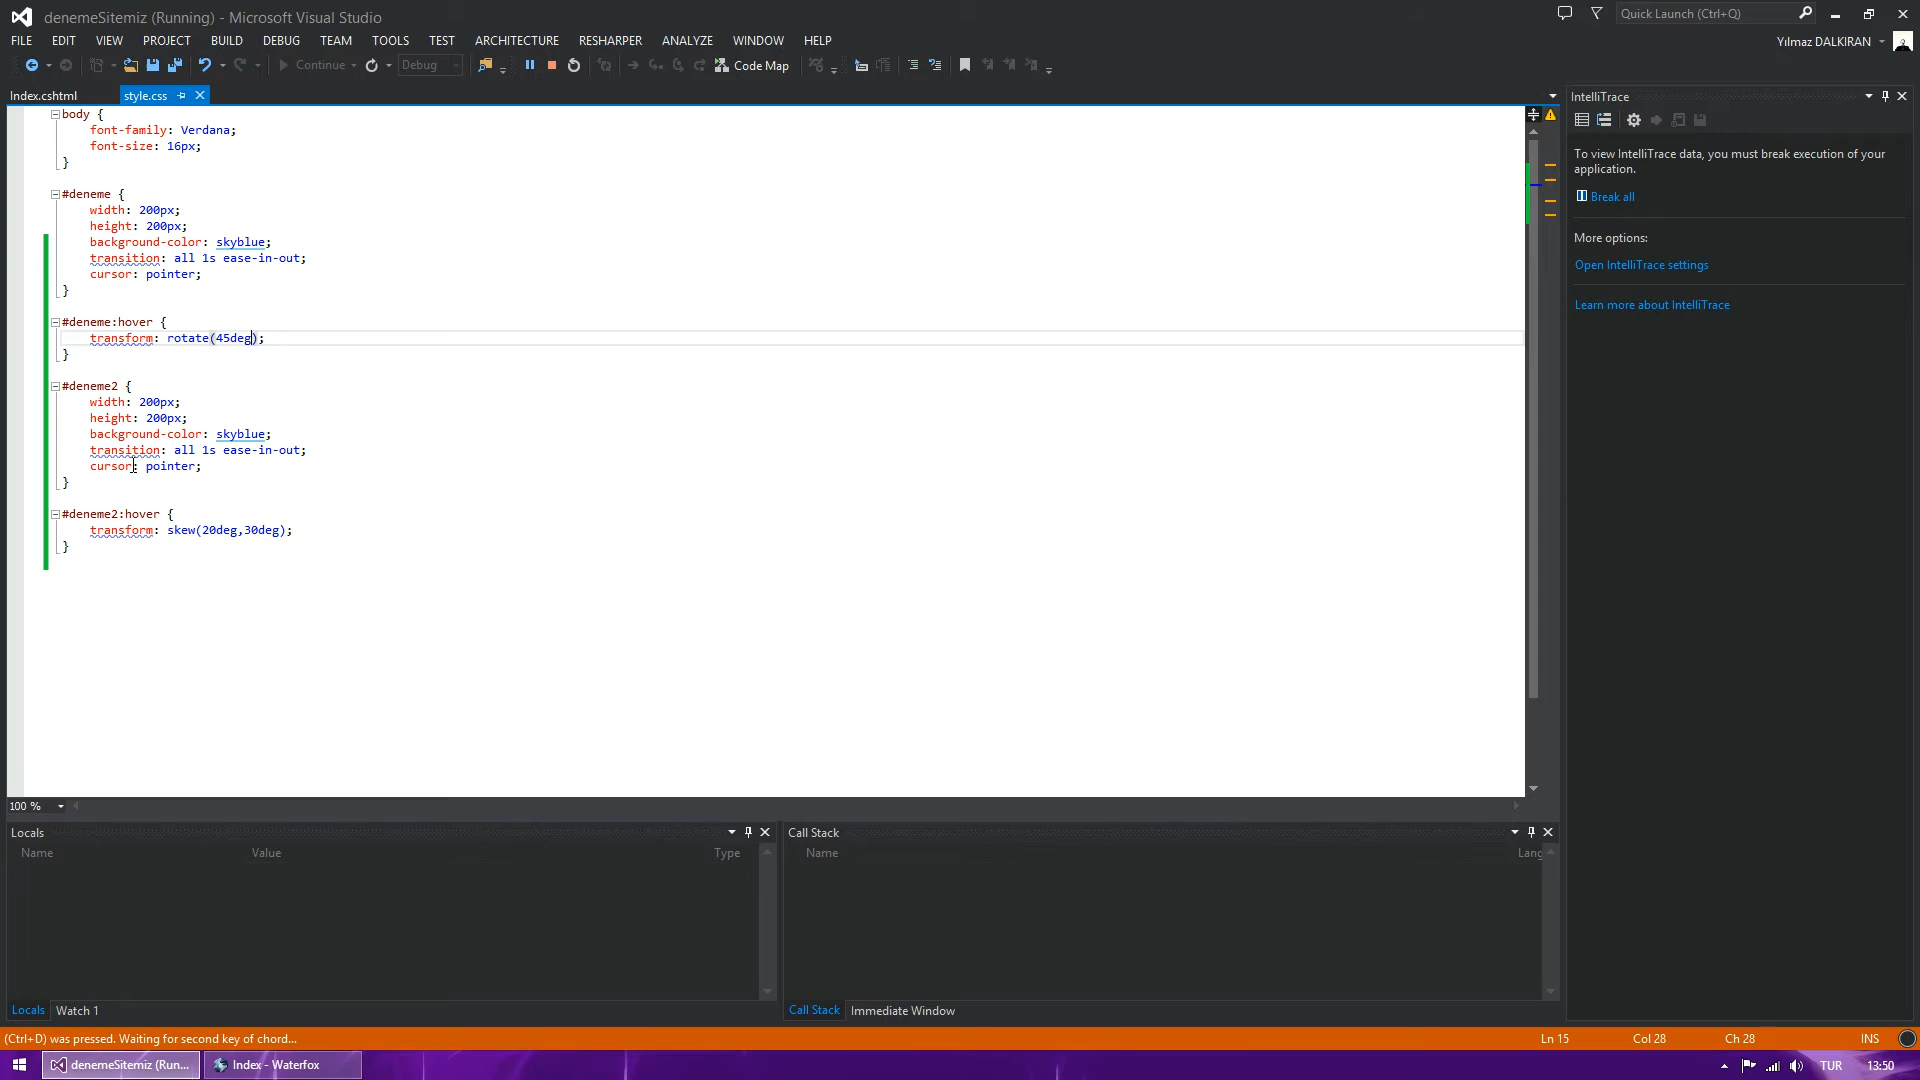 denemeSitemiz (Running) - Microsoft Visual Studio
Quick Launch (Ctrl+Q)
FILE EDIT VIEW PROJECT BUILD DEBUG TEAM TOOLS TEST ARCHITECTURE RESHARPER ANALYZE WINDOW HELP
Yılmaz DALKIRAN
Continue
Debug
Code Map
Index.cshtml
style.css
body {
font-family: Verdana;
font-size: 16px;
}
#deneme {
width: 200px;
height: 200px;
background-color: skyblue;
transition: all 1s ease-in-out;
cursor: pointer;
}
#deneme:hover {
transform: rotate(45deg);
}
#deneme2 {
width: 200px;
height: 200px;
background-color: skyblue;
transition: all 1s ease-in-out;
cursor: pointer;
}
#deneme2:hover {
transform: skew(20deg,30deg);
}
IntelliTrace
To view IntelliTrace data, you must break execution of your
application.
Break all
More options:
Open IntelliTrace settings
Learn more about IntelliTrace
100 %
Locals
Name Value Type
Call Stack
Name Lang
Locals Watch 1
Call Stack Immediate Window
(Ctrl+D) was pressed. Waiting for second key of chord...
Ln 15 Col 28 Ch 28 INS
denemeSitemiz (Run...
Index - Waterfox
TUR 13:50